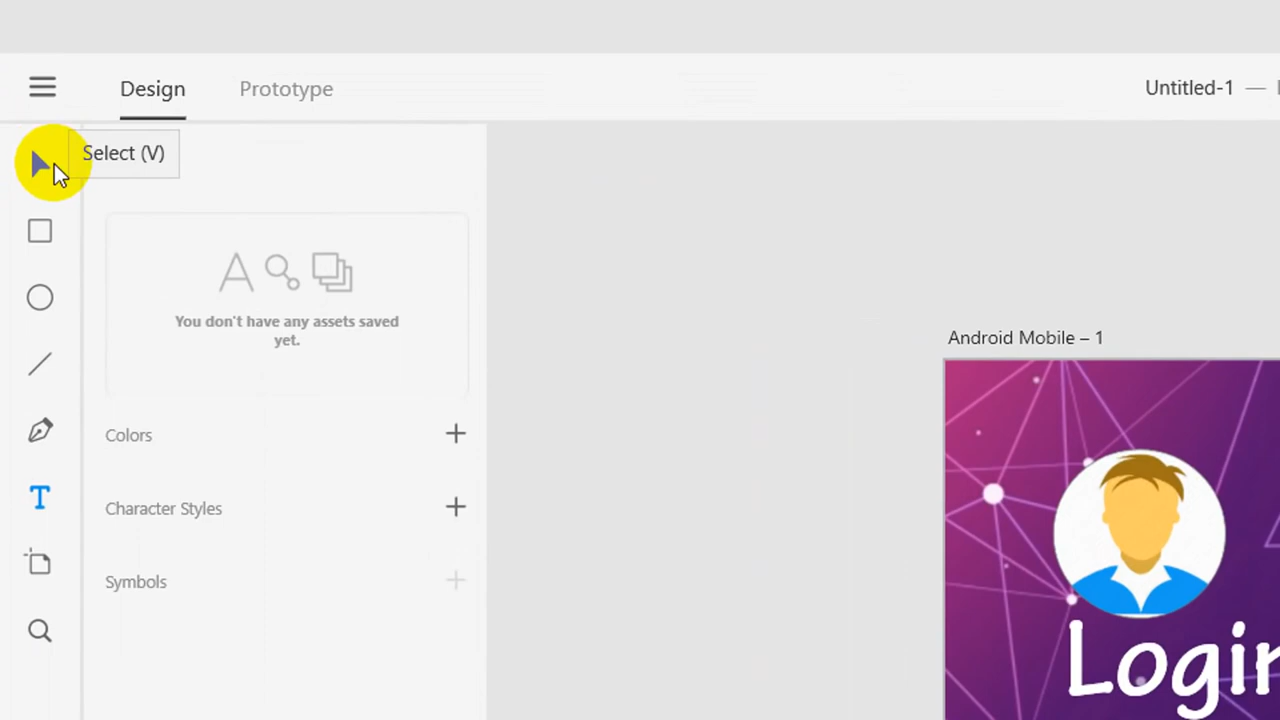 Design
Prototype
Untitled-1 —
Select (V)
You don't have any assets saved
yet.
Colors
Character Styles
Symbols
Android Mobile – 1